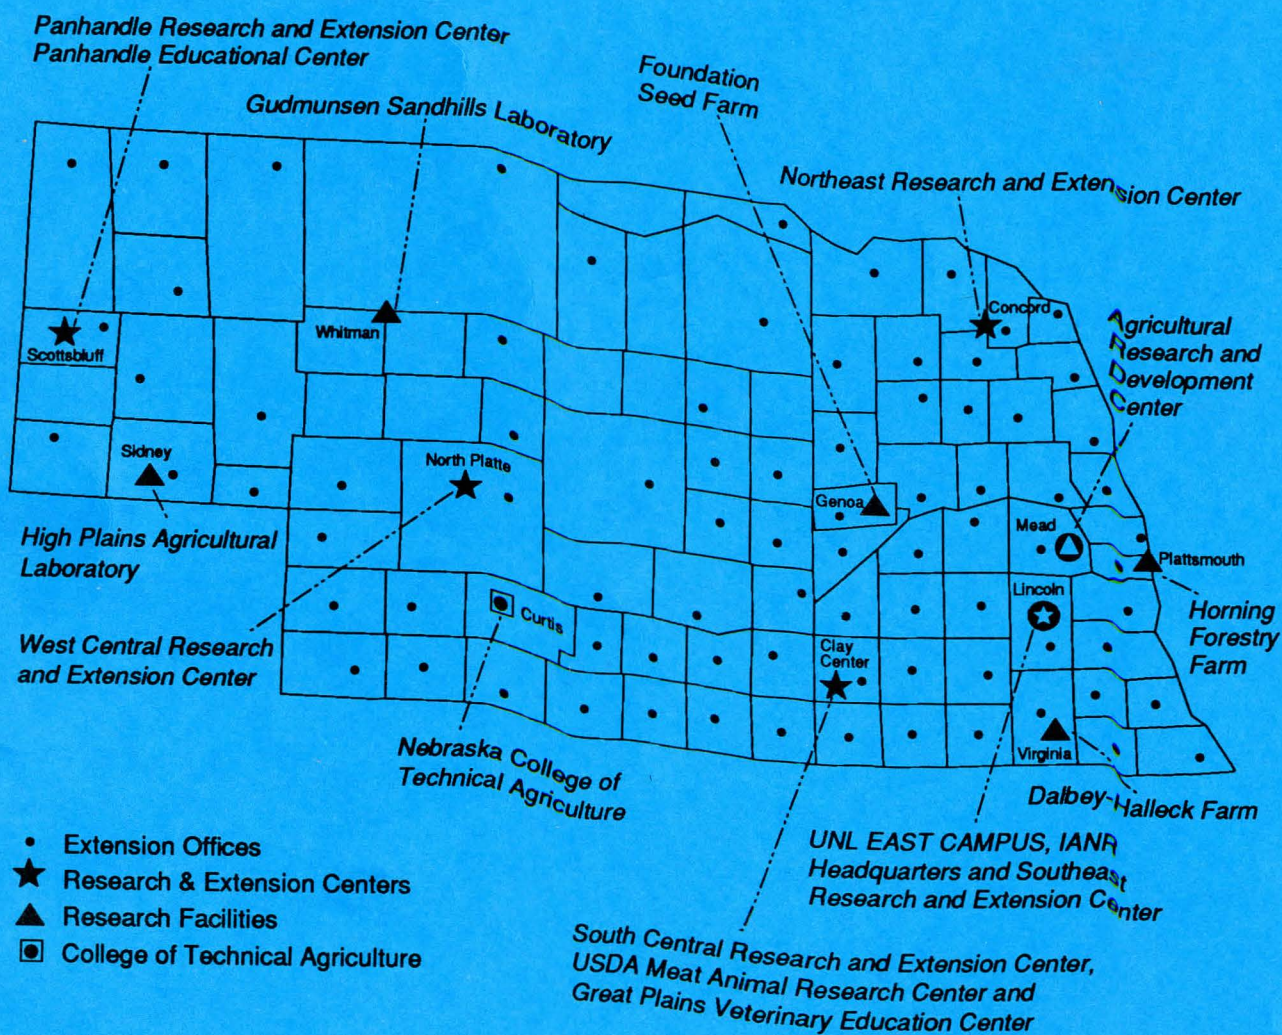 Panhandle Research and Extension Center
Panhandle Educational Center
Gudmunsen Sandhills Laboratory
Foundation
Seed Farm
Northeast Research and Extension Center
Concord
Agricultural
Research and
Development
Center
Whitman
Scottsbluff
Sidney
North Platte
Genoa
Mead
Plattsmouth
High Plains Agricultural
Laboratory
Lincoln
Curtis
Horning
Forestry
Farm
West Central Research
and Extension Center
Clay
Center
Virginia
Nebraska College of
Technical Agriculture
Dalbey-Halleck Farm
UNL EAST CAMPUS, IANR
Headquarters and Southeast
Research and Extension Center
South Central Research and Extension Center,
USDA Meat Animal Research Center and
Great Plains Veterinary Education Center
Extension Offices
Research & Extension Centers
Research Facilities
College of Technical Agriculture